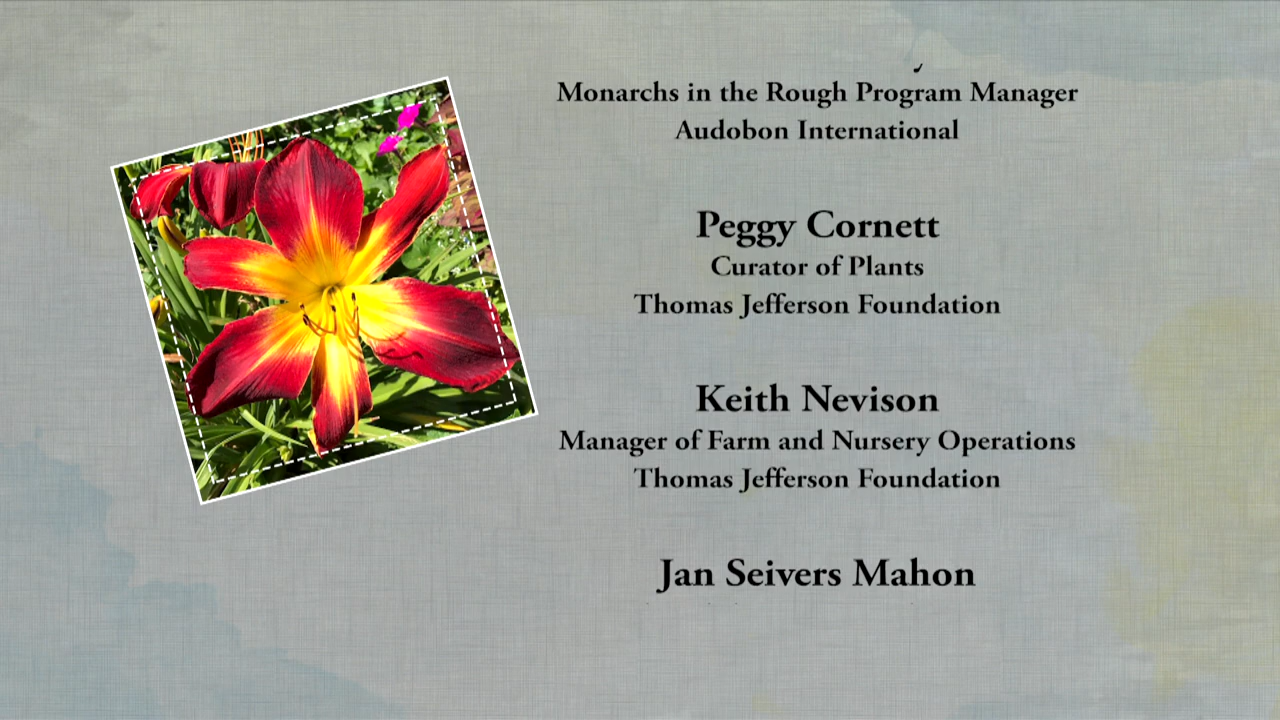 Monarchs in the Rough Program Manager
Audobon International
Peggy Cornett
Curator of Plants
Thomas Jefferson Foundation
Keith Nevison
Manager of Farm and Nursery Operations
Thomas Jefferson Foundation
Jan Seivers Mahon